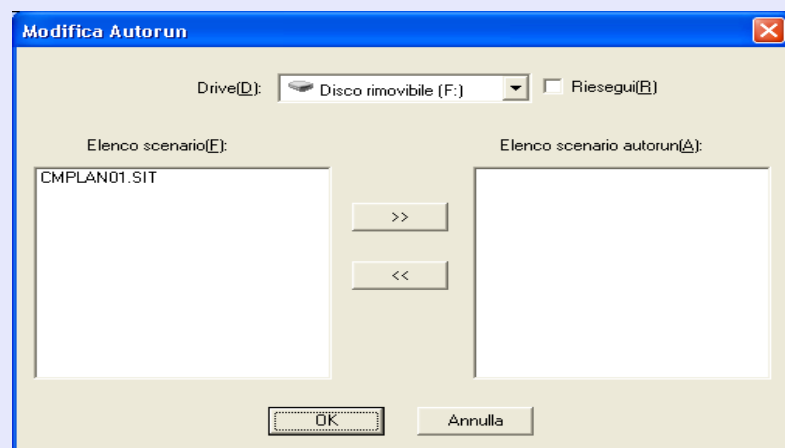 Modifica Autorun
Drive(D): Disco rimovibile (F:) Riesegui(R)
Elenco scenario(F): Elenco scenario autorun(A):
CMPLAN01.SIT
>>
<<
OK Annulla